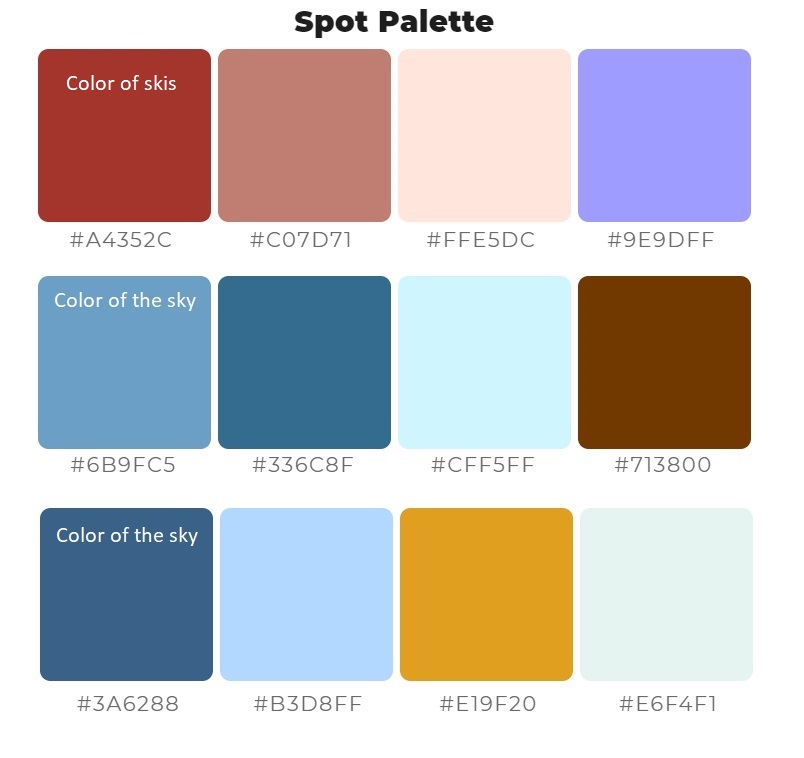 Spot Palette
Color of skis
#A4352C #C07D71 #FFE5DC #9E9DFF
Color of the sky
#6B9FC5 #336C8F #CFF5FF #713800
Color of the sky
#3A6288 #B3D8FF #E19F20 #E6F4F1